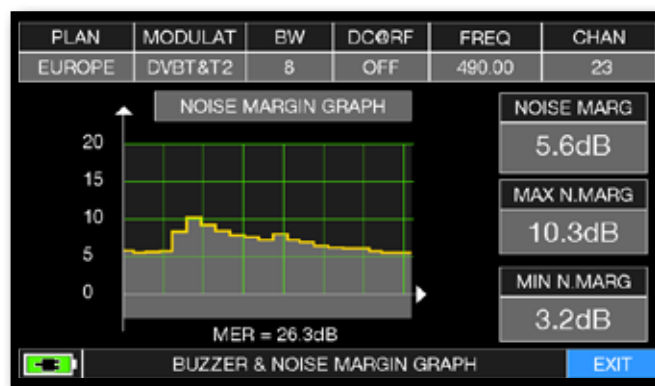 PLAN MODULAT BW DC@RF FREQ CHAN
EUROPE DVBT&T2 8 OFF 490.00 23
NOISE MARGIN GRAPH
20
15
10
5
0
MER = 26.3dB
NOISE MARG
5.6dB
MAX N.MARG
10.3dB
MIN N.MARG
3.2dB
BUZZER & NOISE MARGIN GRAPH EXIT